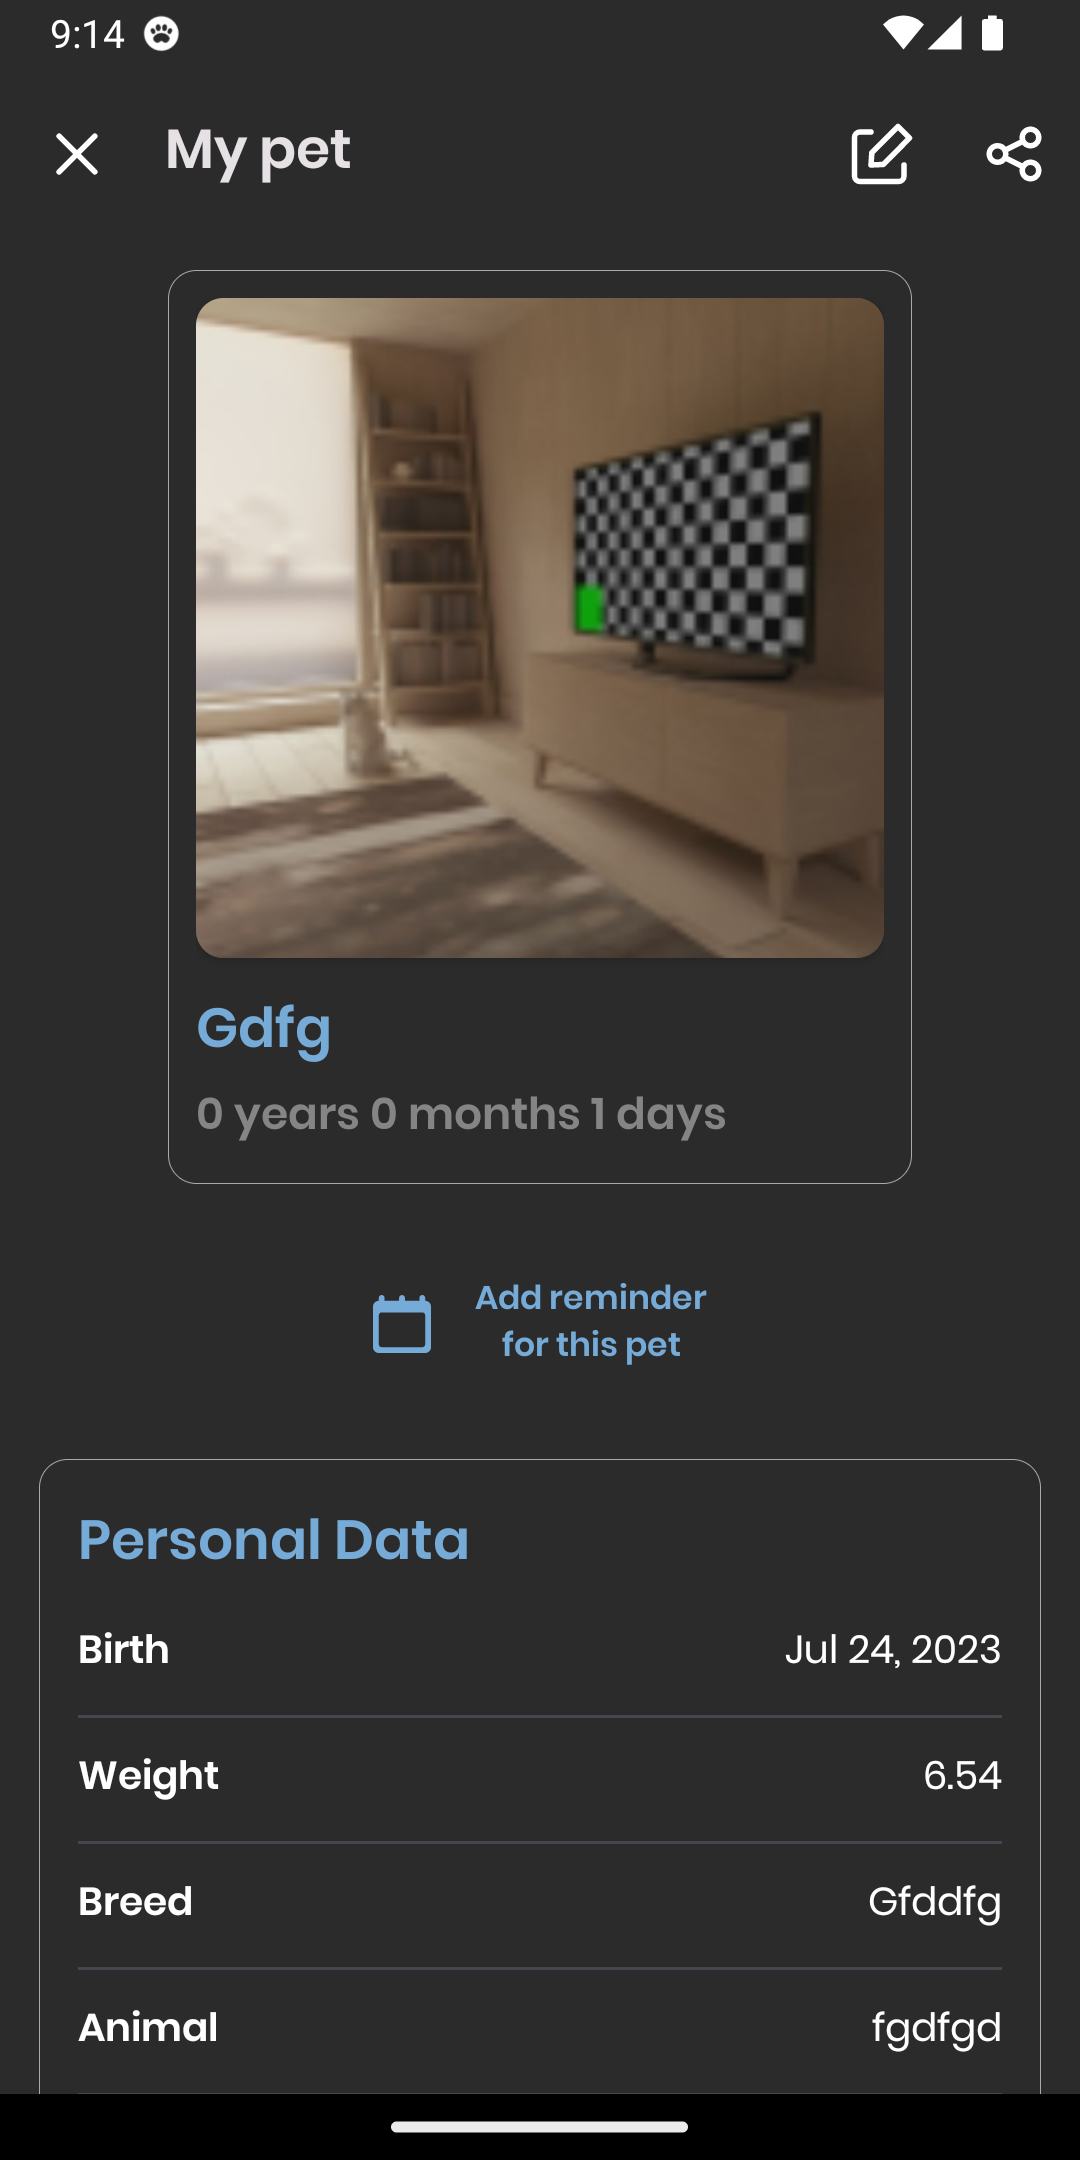 9:14
My pet
Gdfg
0 years 0 months 1 days
Add reminder
for this pet
Personal Data
Birth
Jul 24, 2023
Weight
6.54
Breed
Gfddfg
Animal
fgdfgd